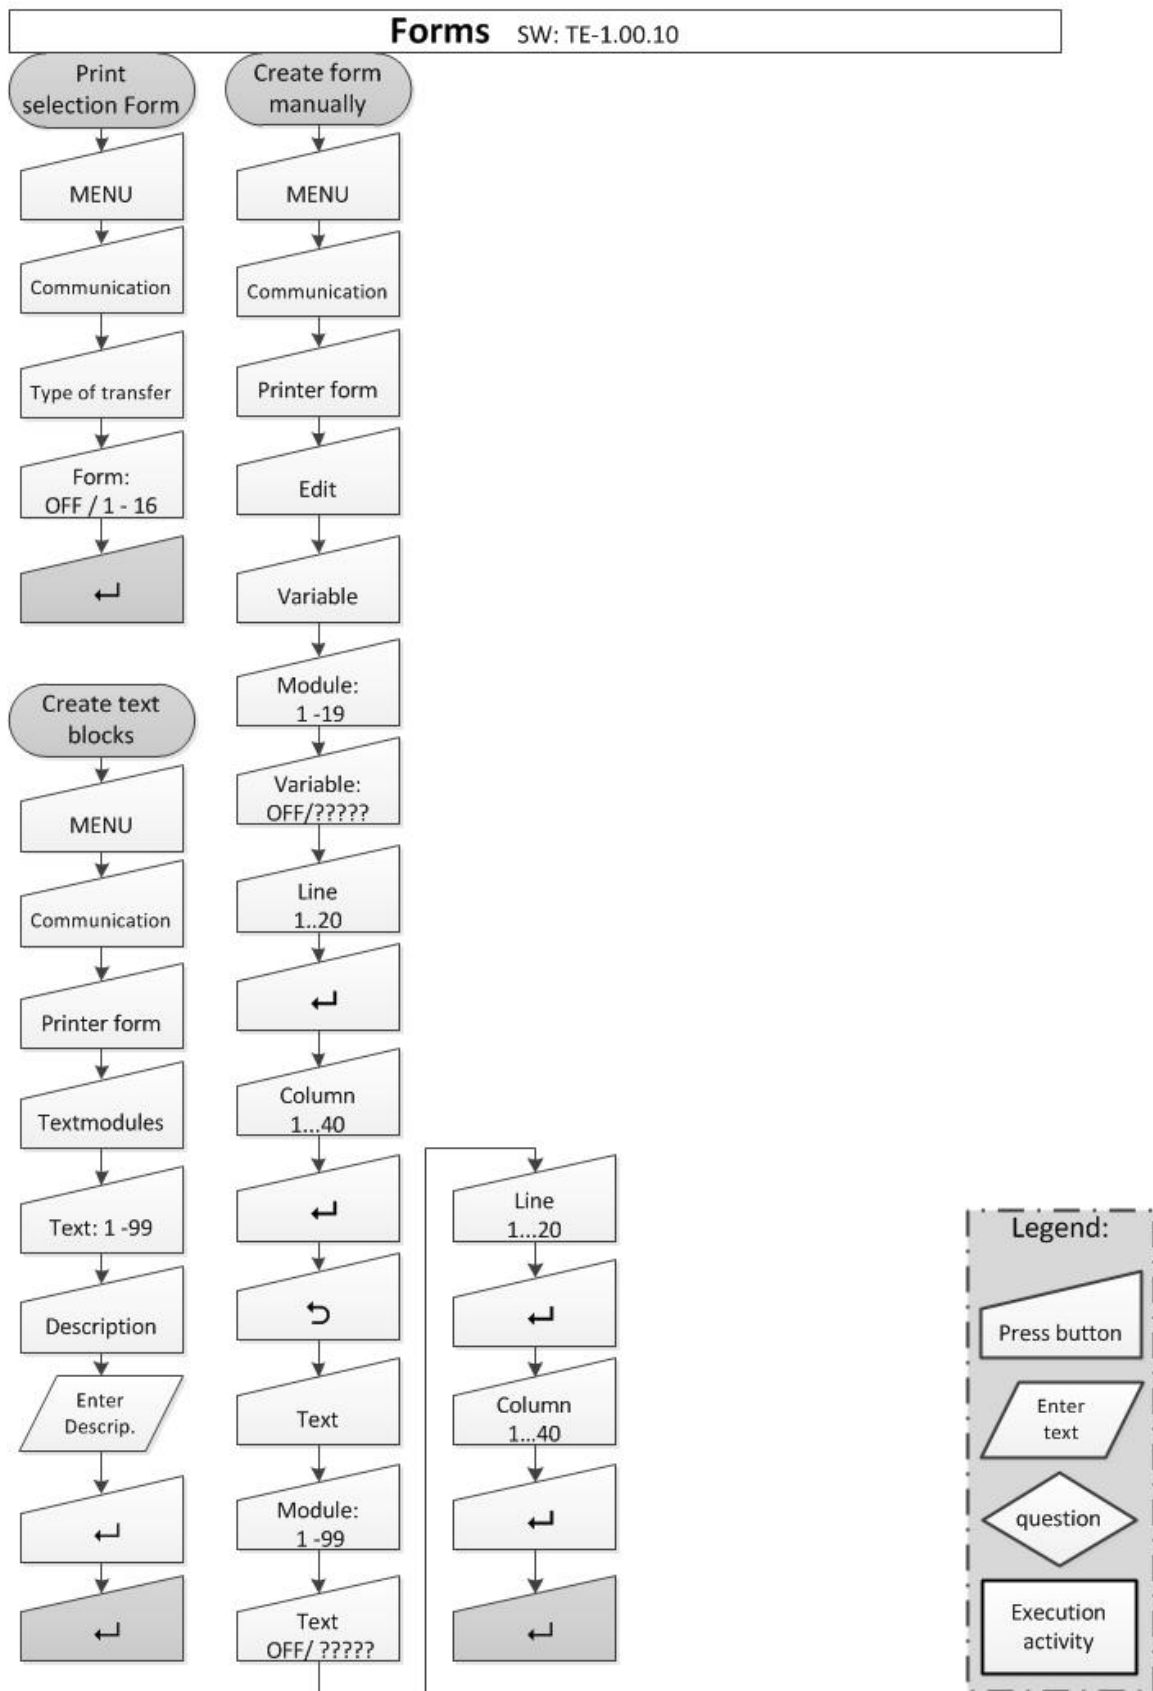 Forms SW: TE-1.00.10
Print
selection Form
MENU
Communication
Type of transfer
Form:
OFF / 1 - 16
↵
Create text
blocks
MENU
Communication
Printer form
Textmodules
Text: 1 -99
Description
Enter
Descrip.
↵
↵
Create form
manually
MENU
Communication
Printer form
Edit
Variable
Module:
1 -19
Variable:
OFF/?????
Line
1..20
↵
Column
1...40
↵
⮌
Text
Module:
1 -99
Text
OFF/ ?????
Line
1...20
↵
Column
1...40
↵
↵
Legend:
Press button
Enter
text
question
Execution
activity